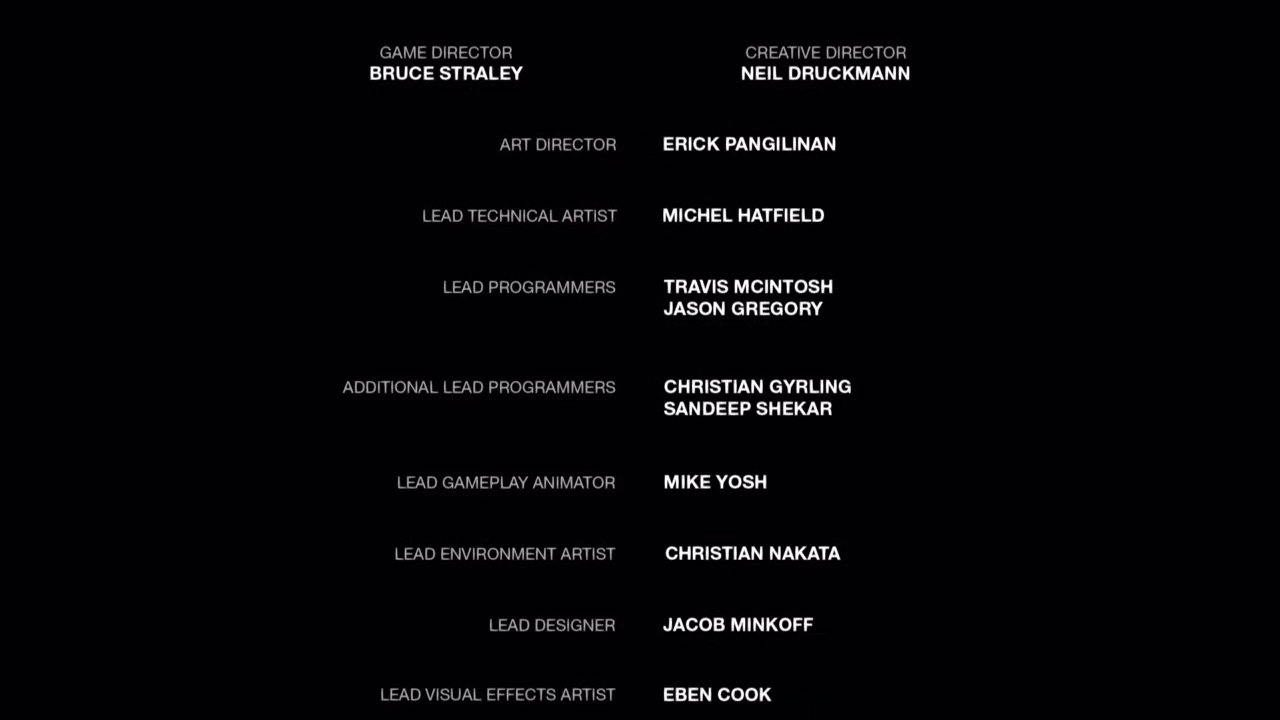 GAME DIRECTOR
BRUCE STRALEY
CREATIVE DIRECTOR
NEIL DRUCKMANN
ART DIRECTOR ERICK PANGILINAN
LEAD TECHNICAL ARTIST MICHEL HATFIELD
LEAD PROGRAMMERS TRAVIS MCINTOSH
JASON GREGORY
ADDITIONAL LEAD PROGRAMMERS CHRISTIAN GYRLING
SANDEEP SHEKAR
LEAD GAMEPLAY ANIMATOR MIKE YOSH
LEAD ENVIRONMENT ARTIST CHRISTIAN NAKATA
LEAD DESIGNER JACOB MINKOFF
LEAD VISUAL EFFECTS ARTIST EBEN COOK